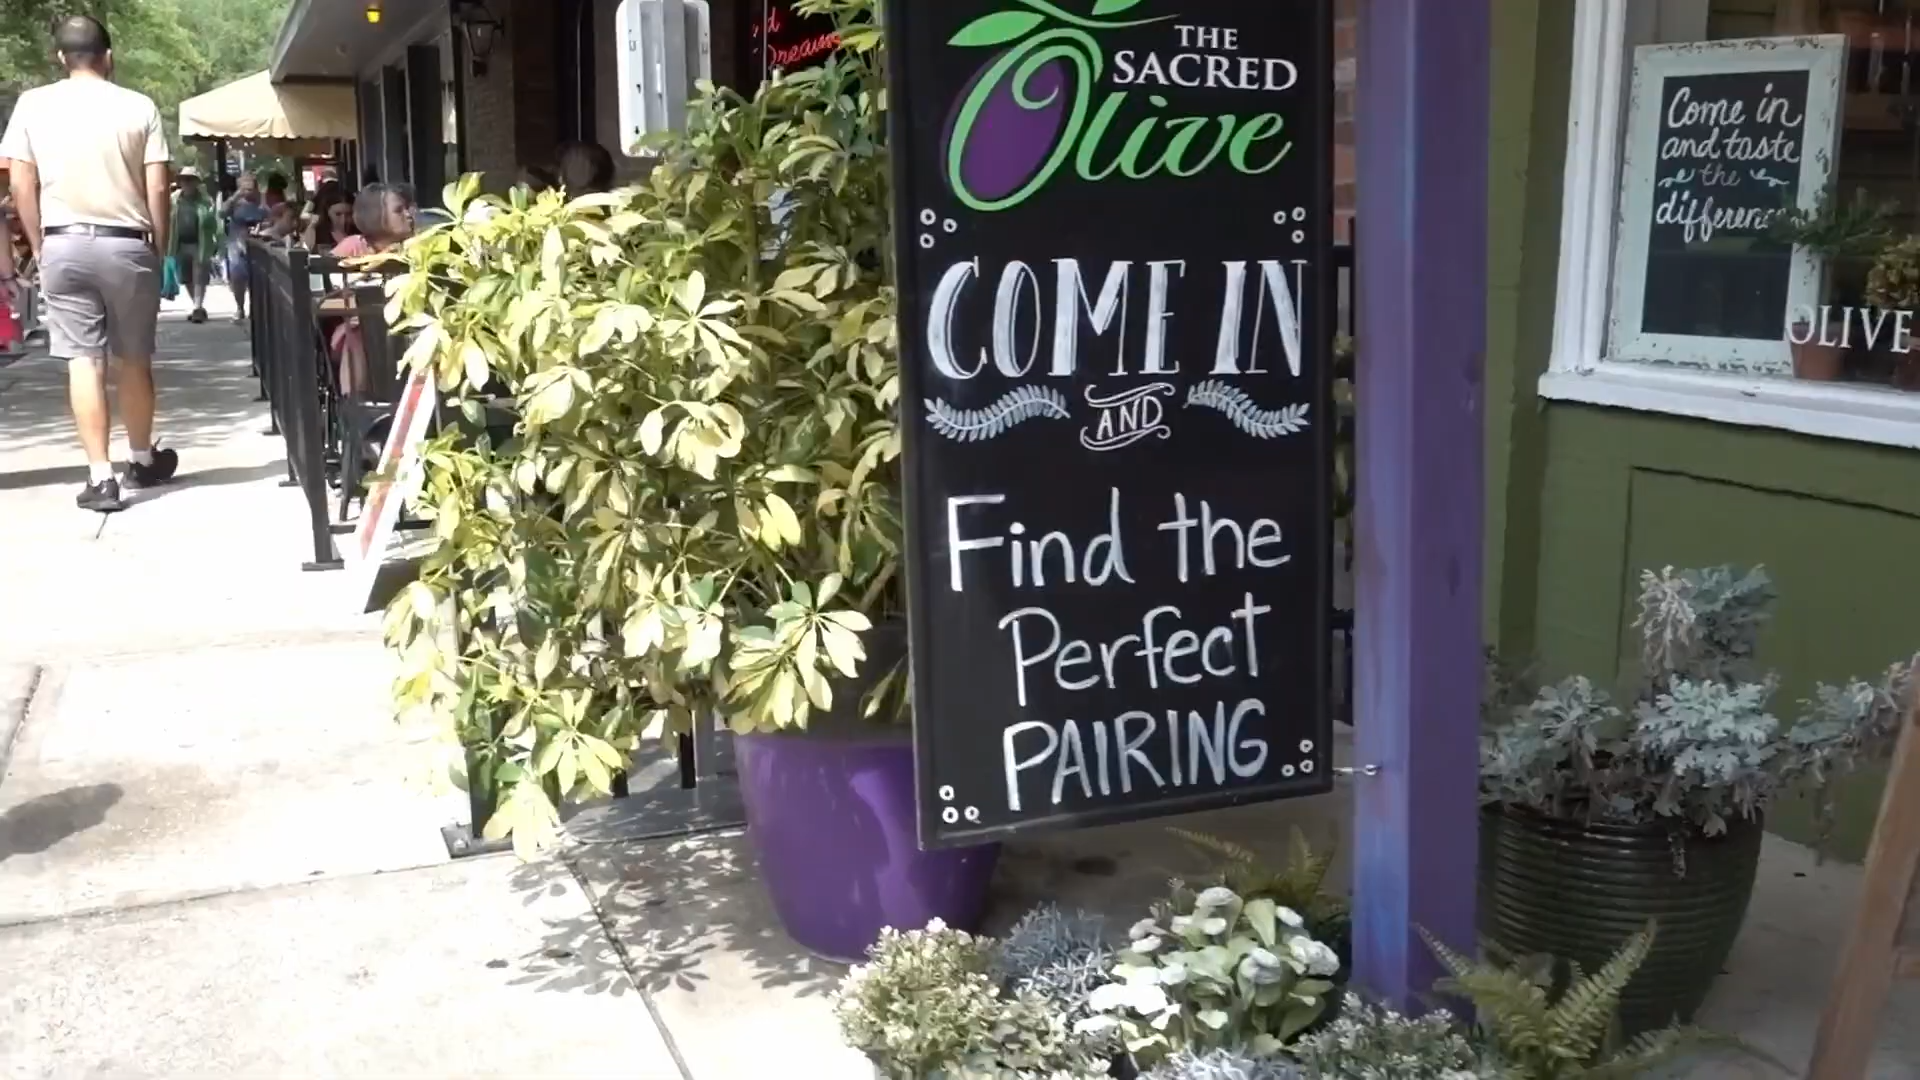 THE
SACRED
Olive
COME IN
AND
Find the
Perfect
PAIRING
Come in
and taste
the
OLIVE